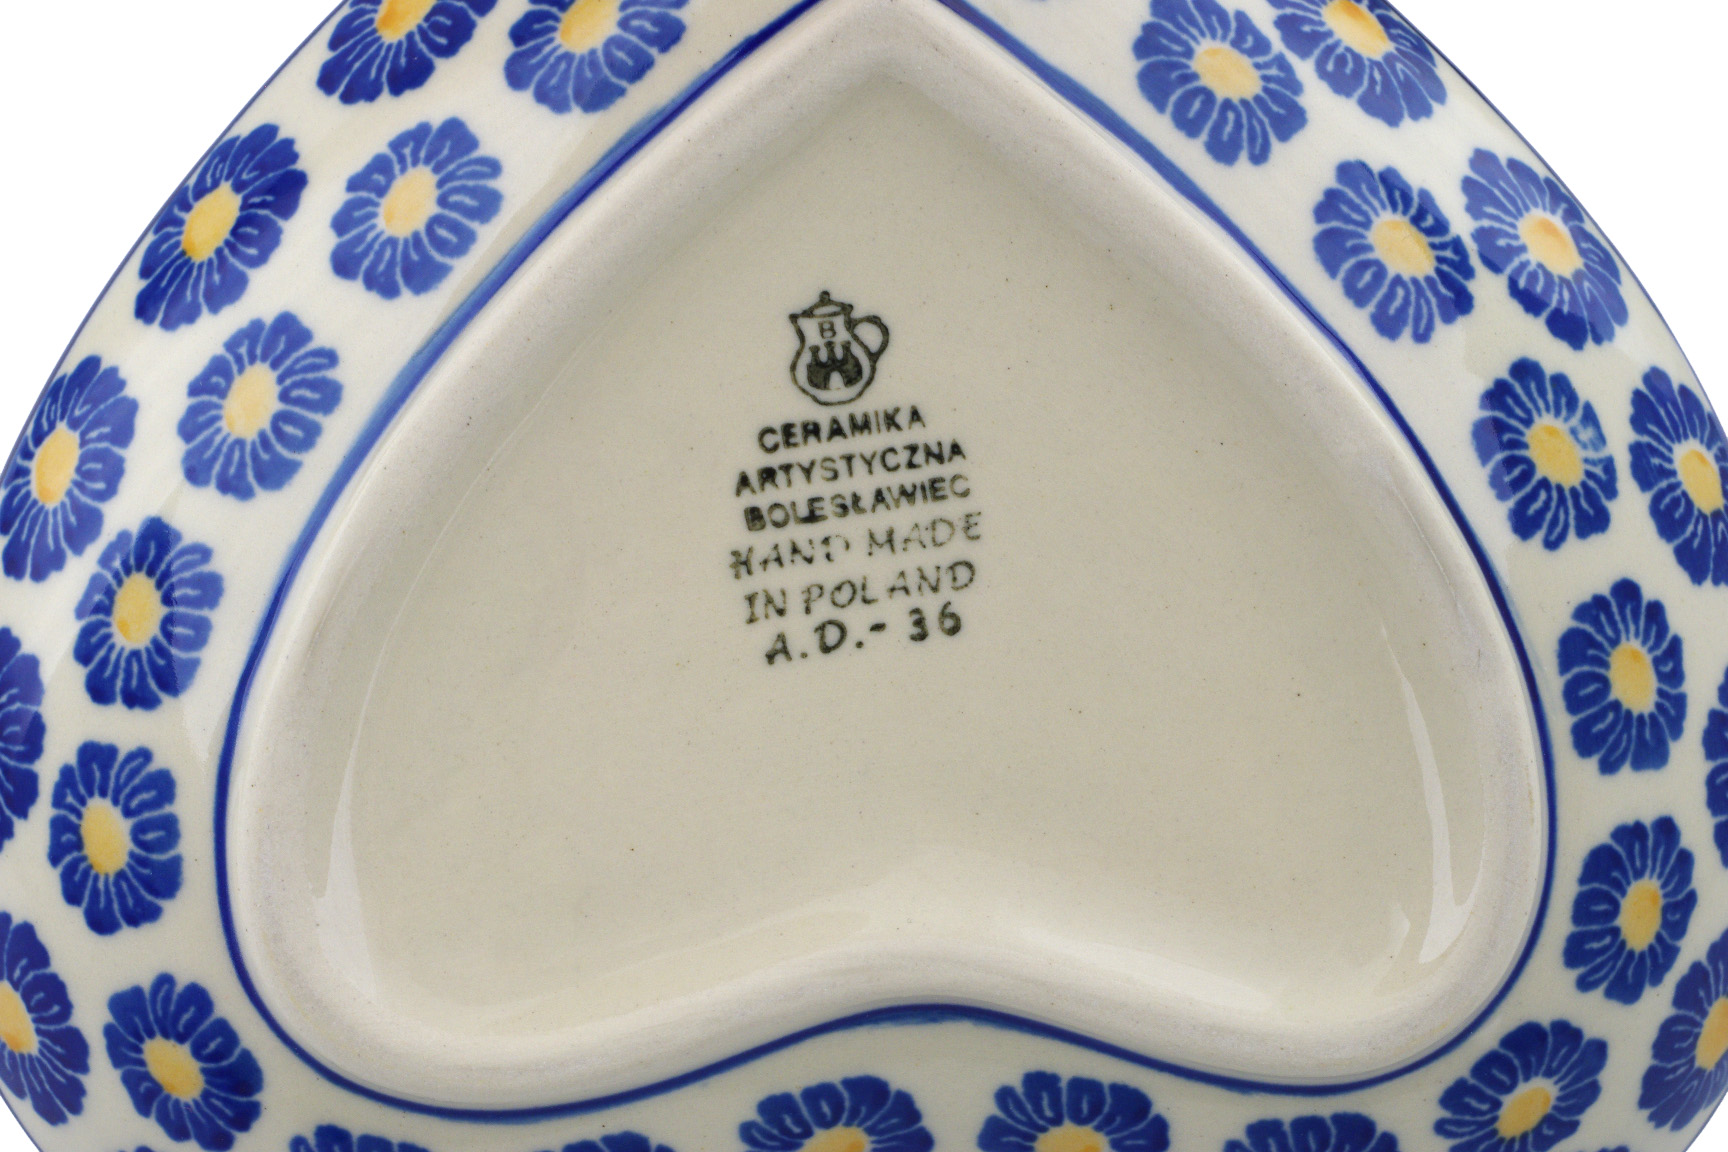 B
CERAMIKA
ARTYSTYCZNA
BOLESŁAWIEC
HAND MADE
IN POLAND
A.D.- 36